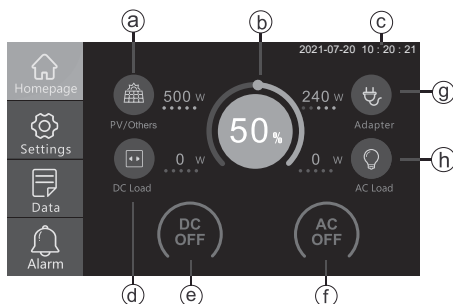 a
b
c
2021-07-20 10 : 20 : 21
Homepage
500 W
240 W
g
PV/Others
50%
Adapter
Settings
0 W
0 W
h
DC Load
AC Load
Data
DC
OFF
AC
OFF
Alarm
d
e
f